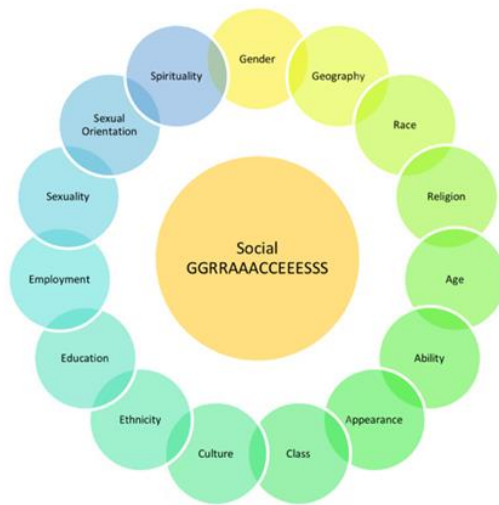 Gender
Geography
Race
Religion
Age
Ability
Appearance
Class
Culture
Ethnicity
Education
Employment
Sexuality
Sexual
Orientation
Spirituality
Social
GGRRAAACCEEESSS